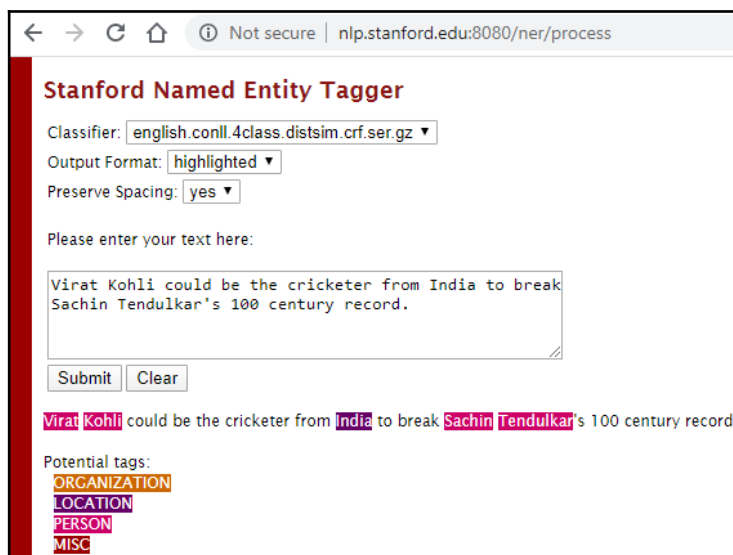 Not secure | nlp.stanford.edu:8080/ner/process
Stanford Named Entity Tagger
Classifier: english.conll.4class.distsim.crf.ser.gz
Output Format: highlighted
Preserve Spacing: yes
Please enter your text here:
Virat Kohli could be the cricketer from India to break
Sachin Tendulkar's 100 century record.
Submit Clear
Virat Kohli could be the cricketer from India to break Sachin Tendulkar's 100 century record
Potential tags:
ORGANIZATION
LOCATION
PERSON
MISC